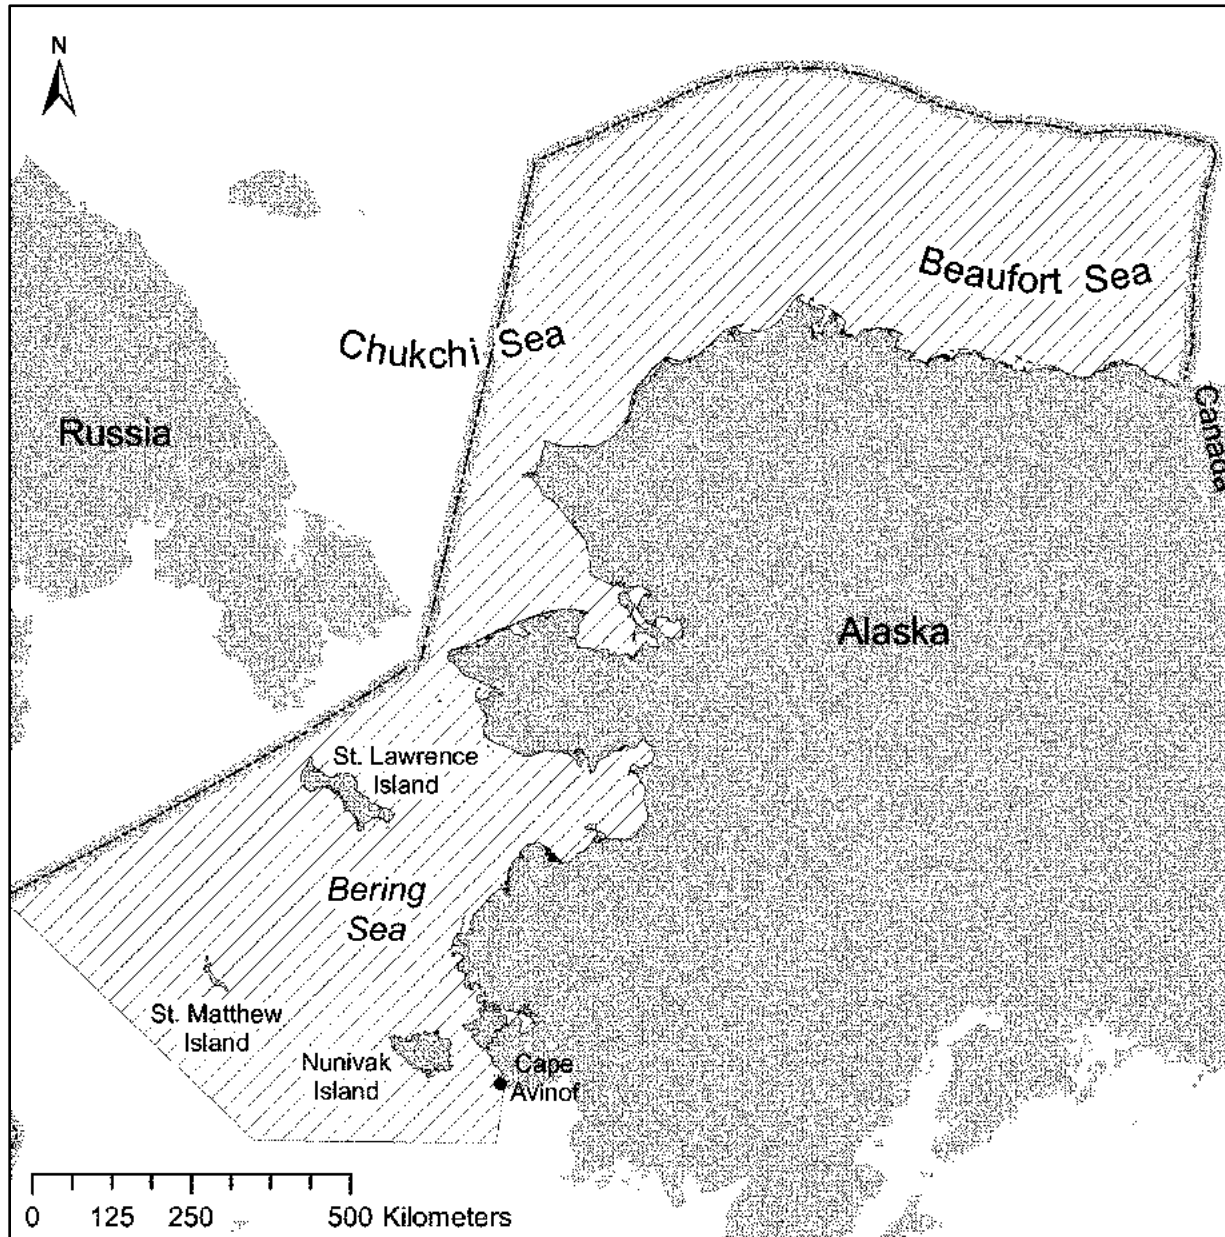 N
Beaufort Sea
Chukchi Sea
Russia
Canada
Alaska
St. Lawrence
Island
Bering
Sea
St. Matthew
Island
Nunivak
Island
Cape
Avinof
0 125 250 500 Kilometers